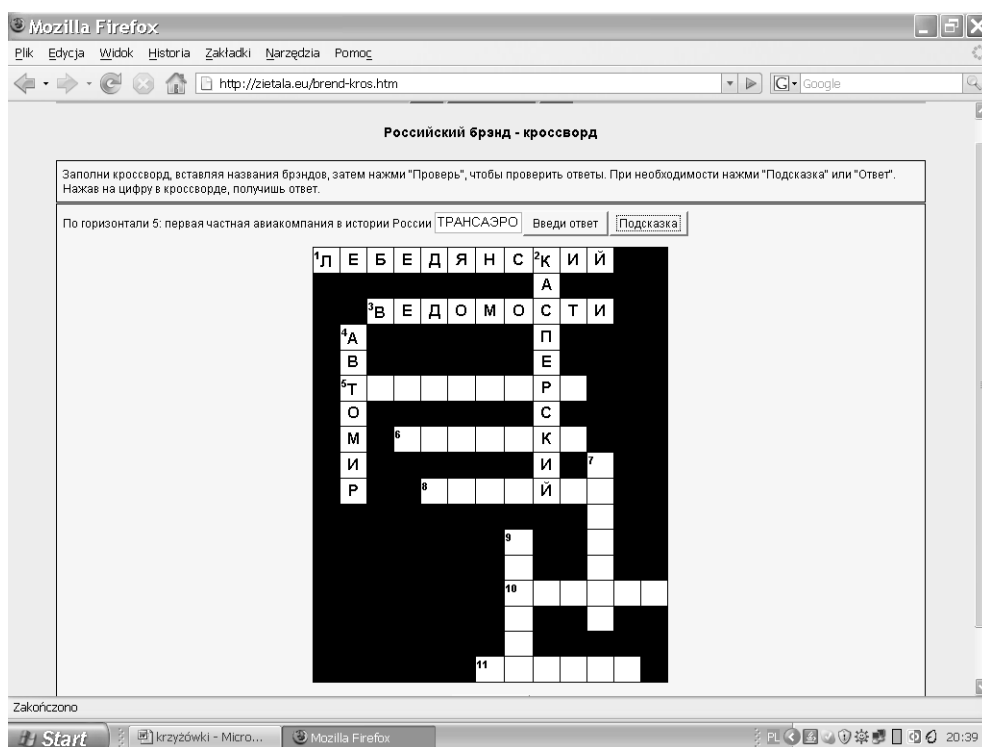 Mozilla Firefox
Plik Edycja Widok Historia Zakładki Narzędzia Pomoc
http://zietala.eu/brend-kros.htm
G Google
Российский брэнд - кроссворд
Заполни кроссворд, вставляя названия брэндов, затем нажми "Проверь", чтобы проверить ответы. При необходимости нажми "Подсказка" или "Ответ".
Нажав на цифру в кроссворде, получишь ответ.
По горизонтали 5: первая частная авиакомпания в истории России ТРАНСАЭРО Введи ответ Подсказка
1Л Е Б Е Д Я Н С 2К И Й
А
3В Е Д О М О С Т И
4А П
В Е
5Т Р
О С
М 6 К
И И 7
Р 8 Й
9
10
11
Zakończono
Start krzyżówki - Micro... Mozilla Firefox PL 20:39